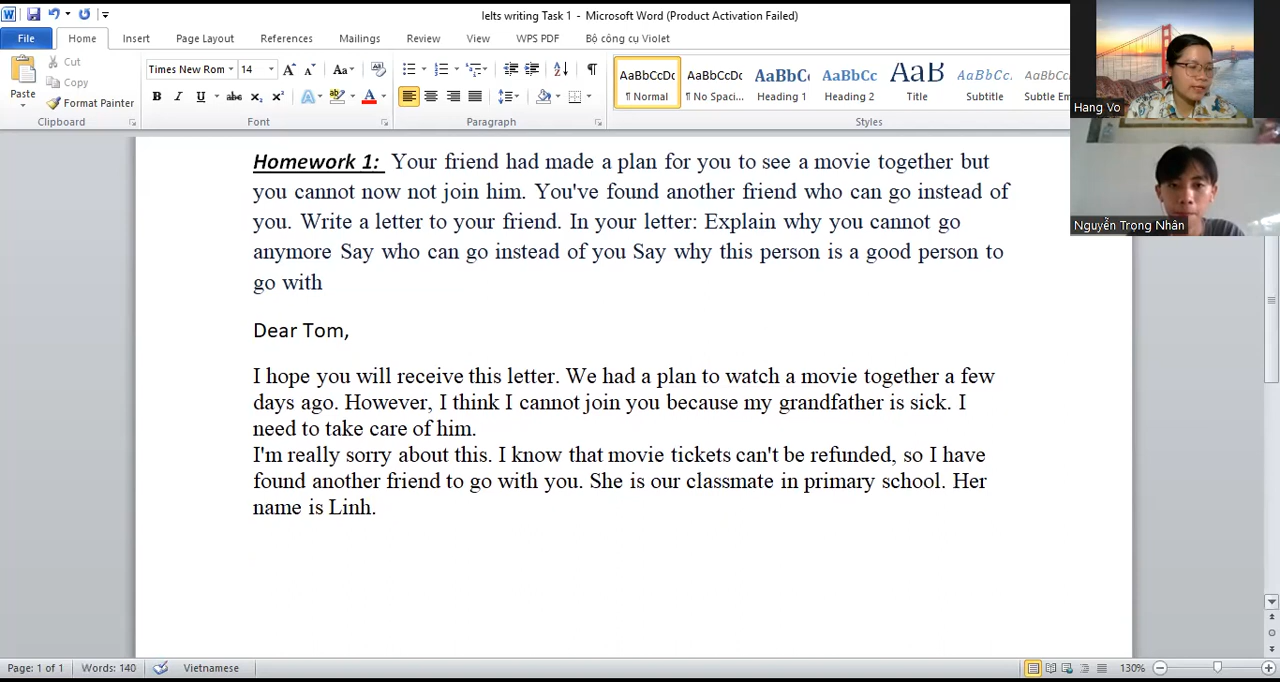 Ielts writing Task 1 - Microsoft Word (Product Activation Failed)
File Home Insert Page Layout References Mailings Review View WPS PDF Bộ công cụ Violet
Paste
Cut
Copy
Format Painter
Clipboard
Times New Rom 14
Font
Paragraph
AaBbCcDc AaBbCcDc AaBbC AaBbCc AaB AaBbCc. AaBbCc
¶ Normal ¶ No Spaci... Heading 1 Heading 2 Title Subtitle Subtle Em
Styles
Hang Vo
Nguyễn Trọng Nhân
Homework 1: Your friend had made a plan for you to see a movie together but
you cannot now not join him. You've found another friend who can go instead of
you. Write a letter to your friend. In your letter: Explain why you cannot go
anymore Say who can go instead of you Say why this person is a good person to
go with
Dear Tom,
I hope you will receive this letter. We had a plan to watch a movie together a few
days ago. However, I think I cannot join you because my grandfather is sick. I
need to take care of him.
I'm really sorry about this. I know that movie tickets can't be refunded, so I have
found another friend to go with you. She is our classmate in primary school. Her
name is Linh.
Page: 1 of 1 Words: 140 Vietnamese 130%